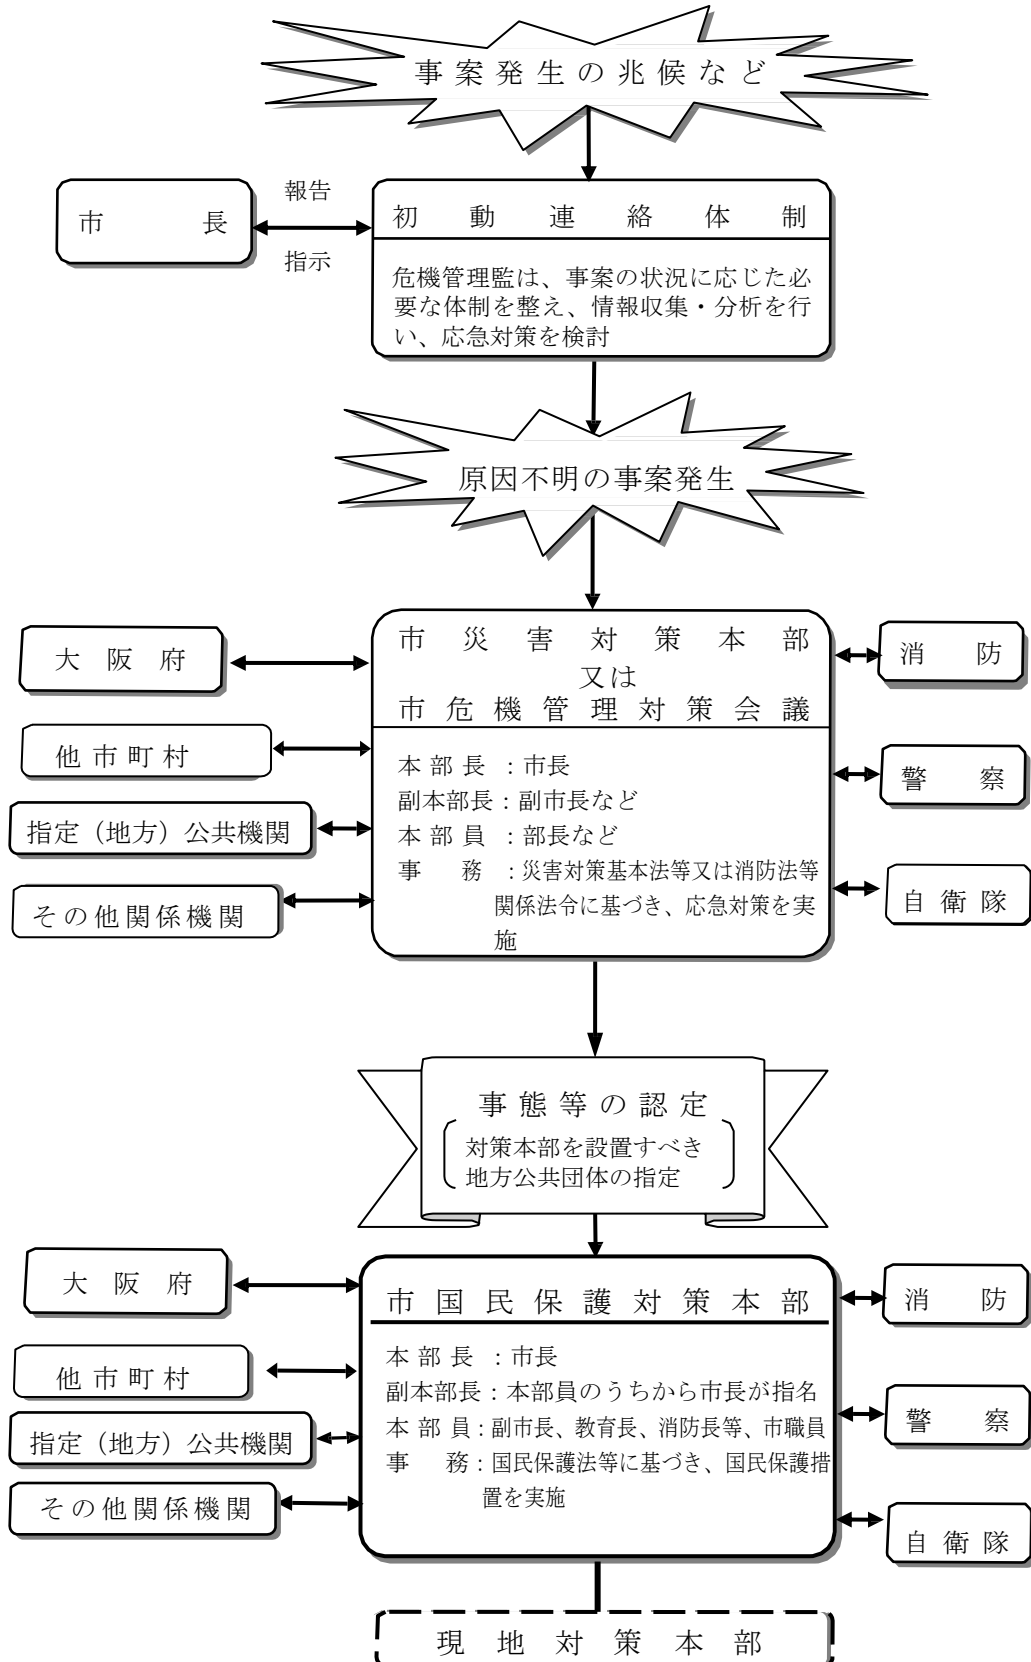 事案発生の兆候など
市長
報告
指示
初動連絡体制
危機管理監は、事案の状況に応じた必
要な体制を整え、情報収集・分析を行
い、応急対策を検討
原因不明の事案発生
市災害対策本部
又は
市危機管理対策会議
本部長：市長
副本部長：副市長など
本部員：部長など
事務：災害対策基本法等又は消防法等
関係法令に基づき、応急対策を実
施
大阪府
他市町村
指定（地方）公共機関
その他関係機関
消防
警察
自衛隊
事態等の認定
対策本部を設置すべき
地方公共団体の指定
市国民保護対策本部
本部長：市長
副本部長：本部員のうちから市長が指名
本部員：副市長、教育長、消防長等、市職員
事務：国民保護法等に基づき、国民保護措
置を実施
大阪府
他市町村
指定（地方）公共機関
その他関係機関
消防
警察
自衛隊
現地対策本部